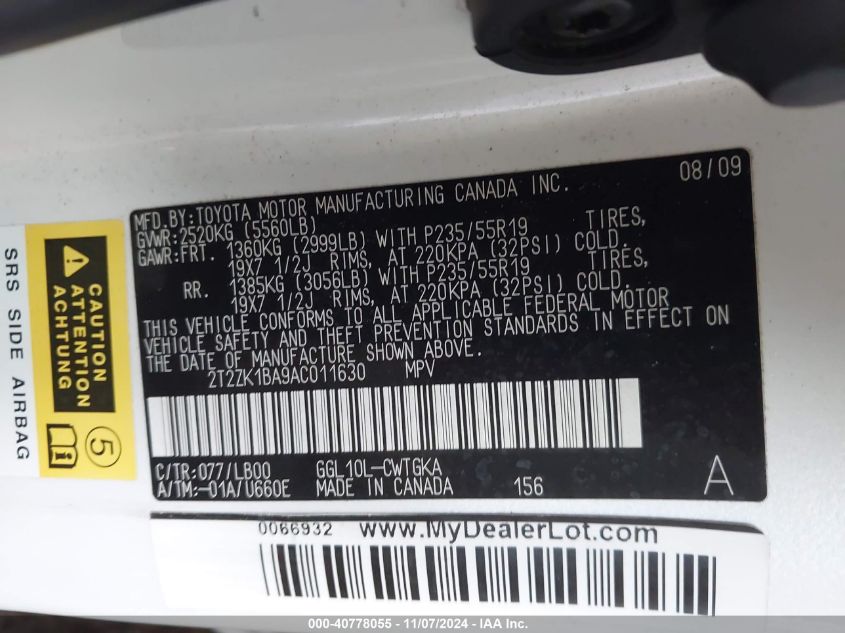 MFD.BY:TOYOTA MOTOR MANUFACTURING CANADA INC. 08/09
GVWR:2520KG (5560LB)
GAWR:FRT. 1360KG (2999LB) WITH P235/55R19 TIRES,
19X7 1/2J RIMS, AT 220KPA (32PSI) COLD.
RR. 1385KG (3056LB) WITH P235/55R19 TIRES,
19X7 1/2J RIMS, AT 220KPA (32PSI) COLD.
THIS VEHICLE CONFORMS TO ALL APPLICABLE FEDERAL MOTOR
VEHICLE SAFETY AND THEFT PREVENTION STANDARDS IN EFFECT ON
THE DATE OF MANUFACTURE SHOWN ABOVE.
2T2ZK1BA9AC011630 MPV
C/TR:077/LB00 GGL10L-CWTGKA
A/TM:-01A/U660E MADE IN CANADA 156 A
SRS SIDE AIRBAG
CAUTION
ATTENTION
ACHTUNG
5
0066932 www.MyDealerLot.com
000-40778055 - 11/07/2024 - IAA Inc.